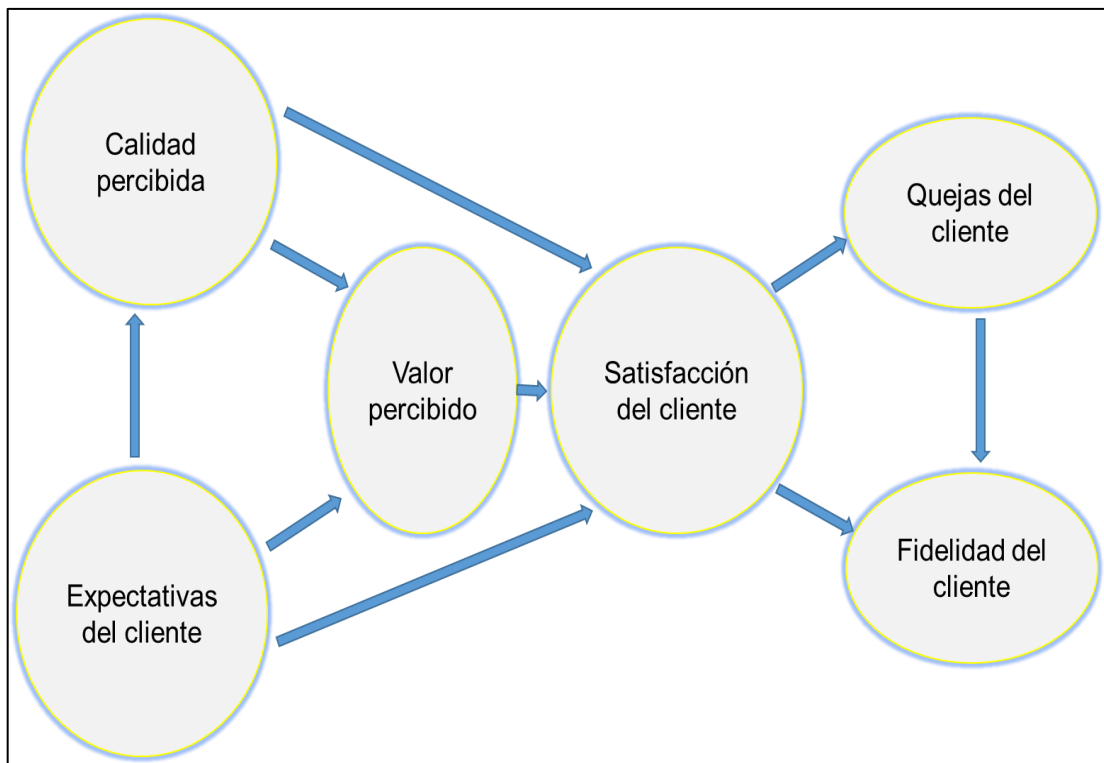 Calidad
percibida
Quejas del
cliente
Valor
percibido
Satisfacción
del cliente
Expectativas
del cliente
Fidelidad del
cliente